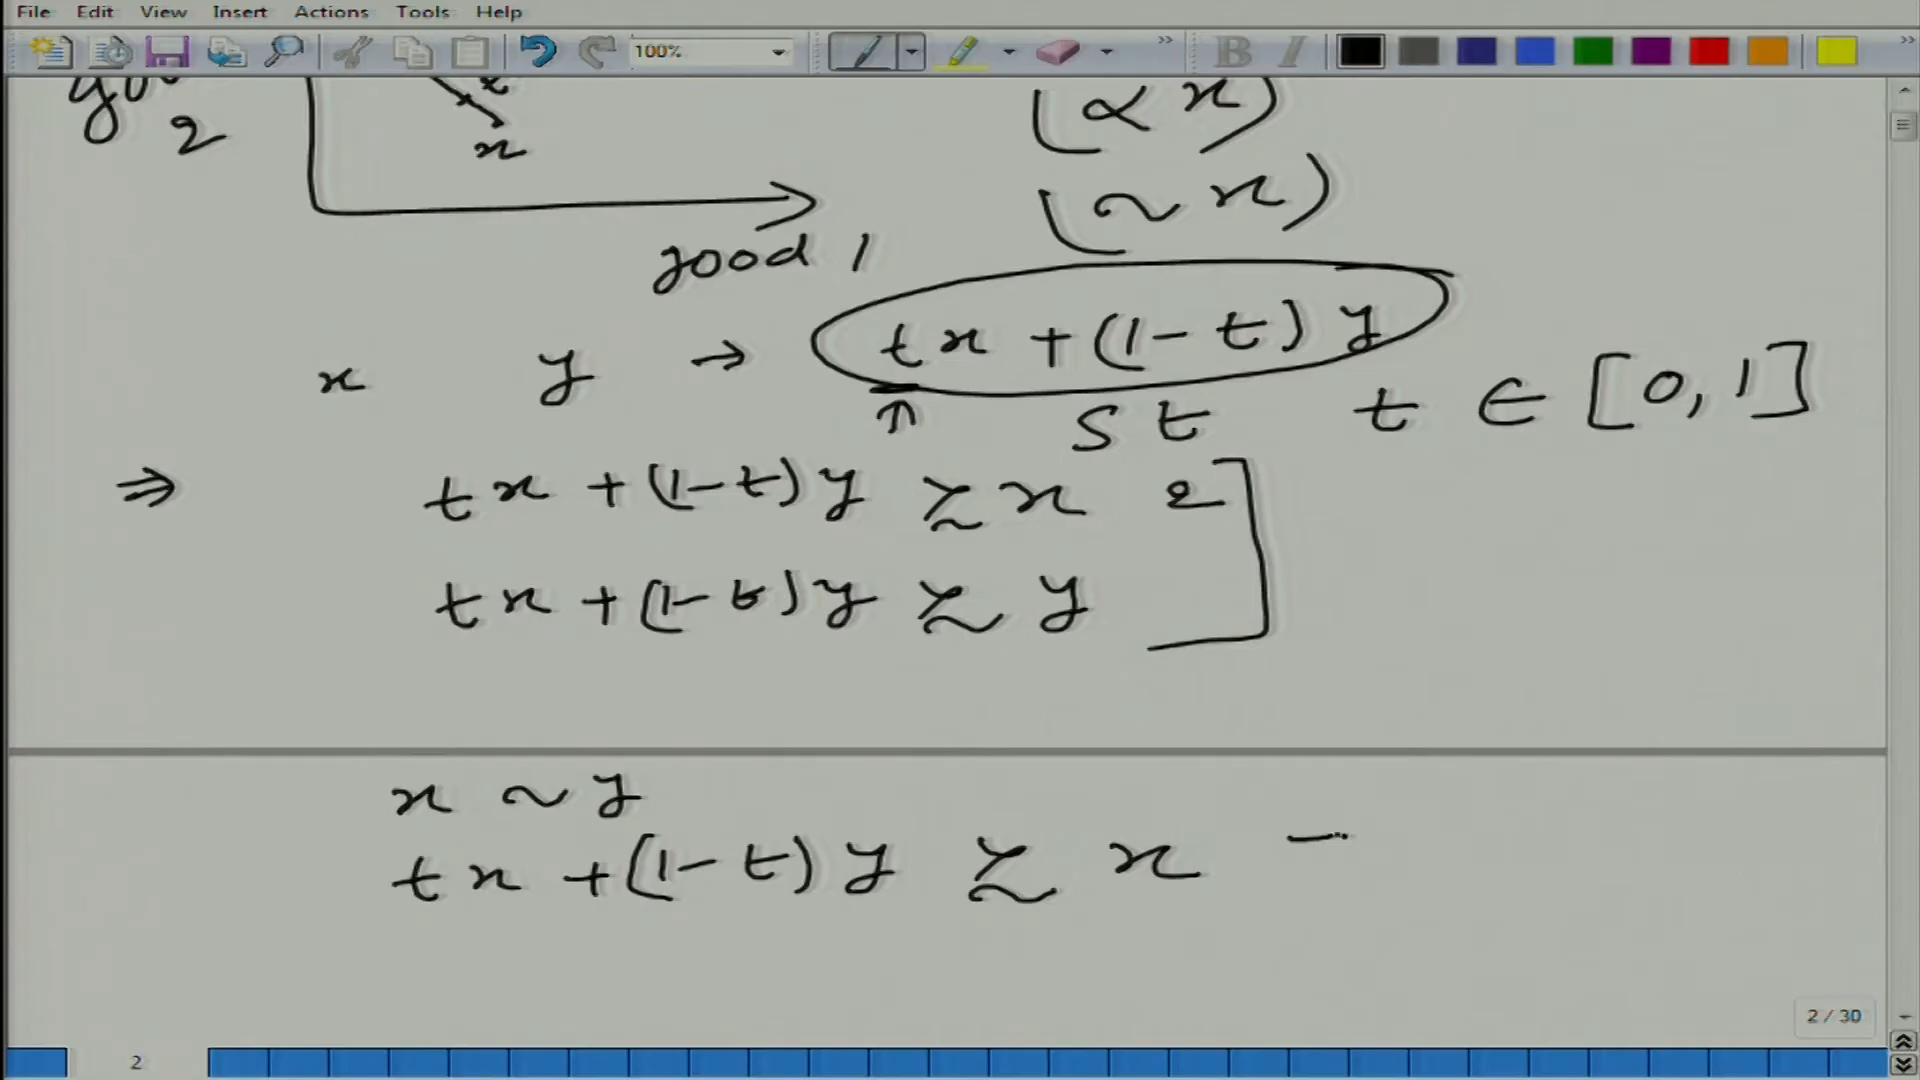 File Edit View Insert Actions Tools Help
100%
B I
2
t
x
(∝ x)
(~ x)
good 1
x y → tx + (1-t) y
↑ st t ∈ [0,1]
⇒ tx + (1-t) y ≿ x &
tx + (1-t) y ≿ y
x ~ y
tx + (1-t) y ≿ x -
2 / 30
2